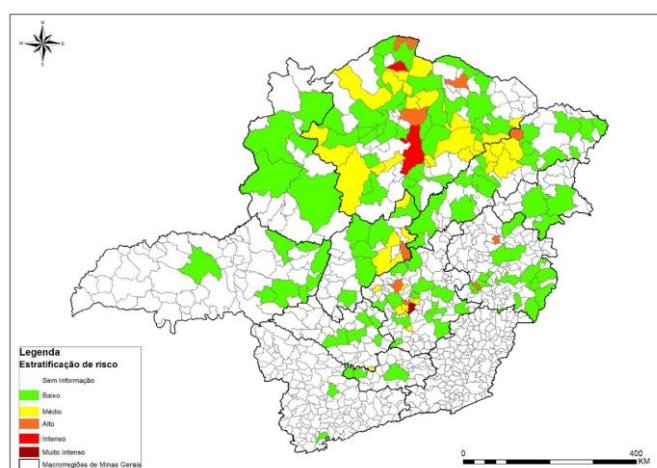 N
S
Legenda
Estratificação de risco
Sem Informação
Baixo
Médio
Alto
Intenso
Muito Intenso
Macrorregiões de Minas Gerais
0
400
KM